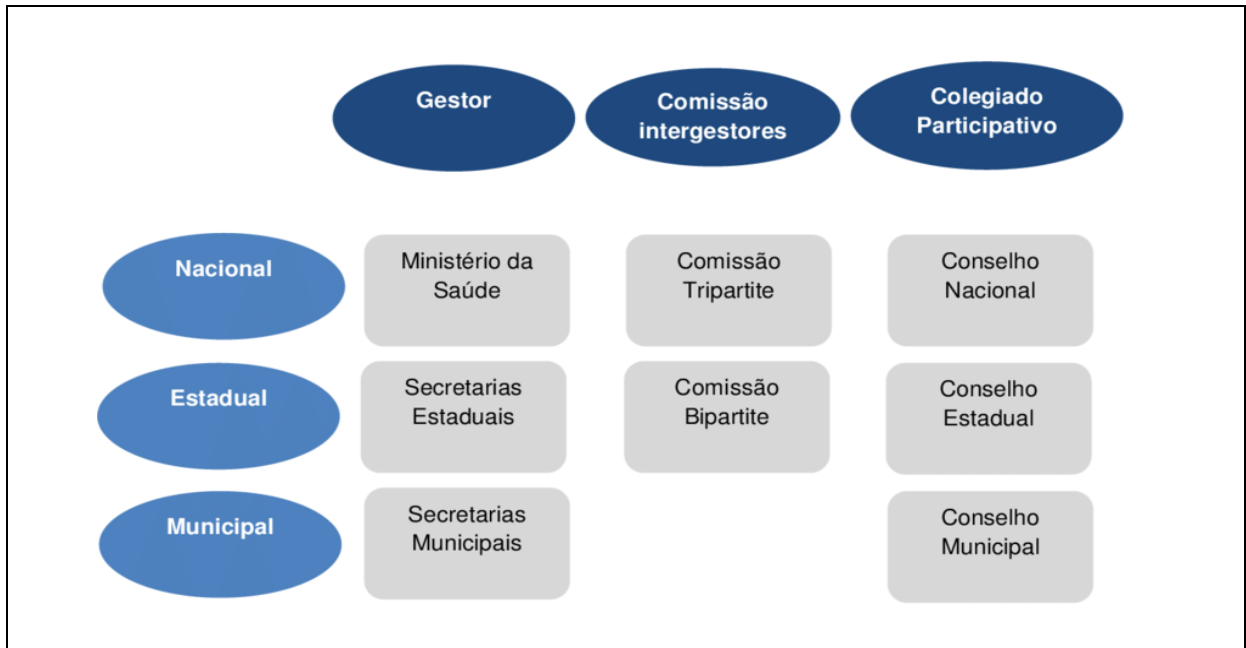 Gestor
Comissão
intergestores
Colegiado
Participativo
Nacional
Ministério da
Saúde
Comissão
Tripartite
Conselho
Nacional
Estadual
Secretarias
Estaduais
Comissão
Bipartite
Conselho
Estadual
Municipal
Secretarias
Municipais
Conselho
Municipal